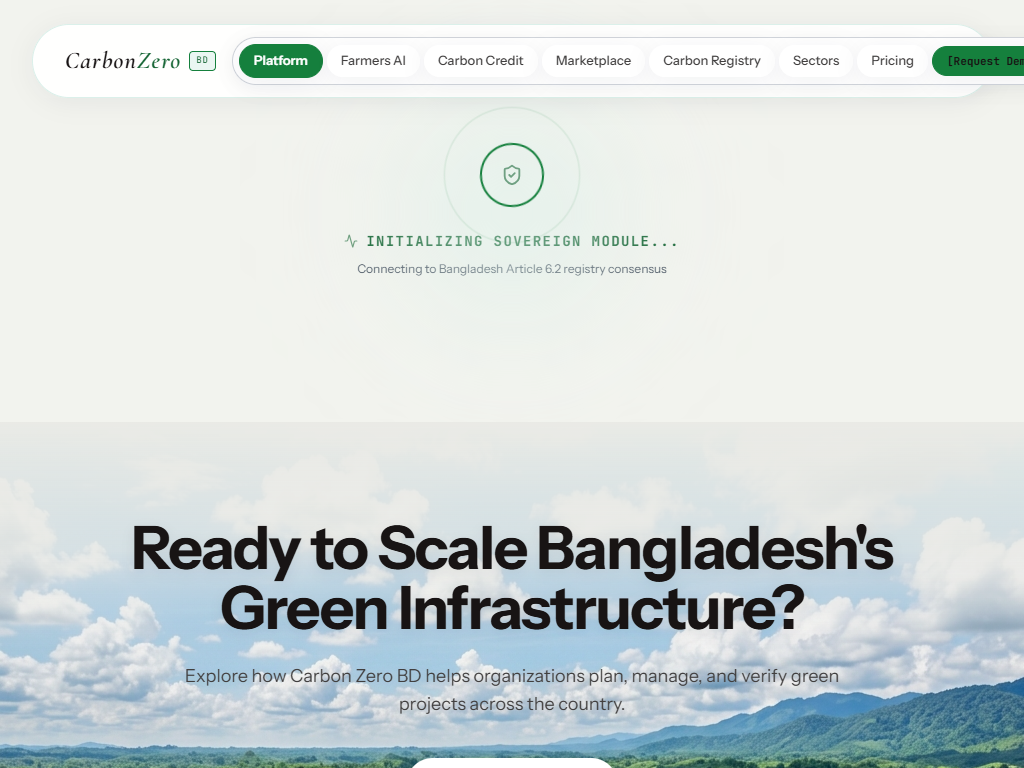 CarbonZero BD Platform Farmers AI Carbon Credit Marketplace Carbon Registry Sectors Pricing [Request Dem
INITIALIZING SOVEREIGN MODULE...
Connecting to Bangladesh Article 6.2 registry consensus
Ready to Scale Bangladesh's
Green Infrastructure?
Explore how Carbon Zero BD helps organizations plan, manage, and verify green
projects across the country.